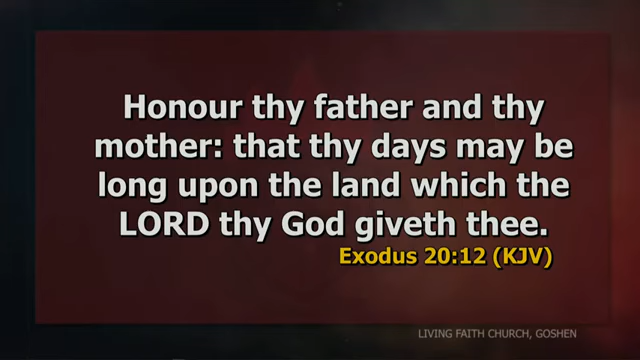 Honour thy father and thy
mother: that thy days may be
long upon the land which the
LORD thy God giveth thee.
Exodus 20:12 (KJV)
LIVING FAITH CHURCH, GOSHEN